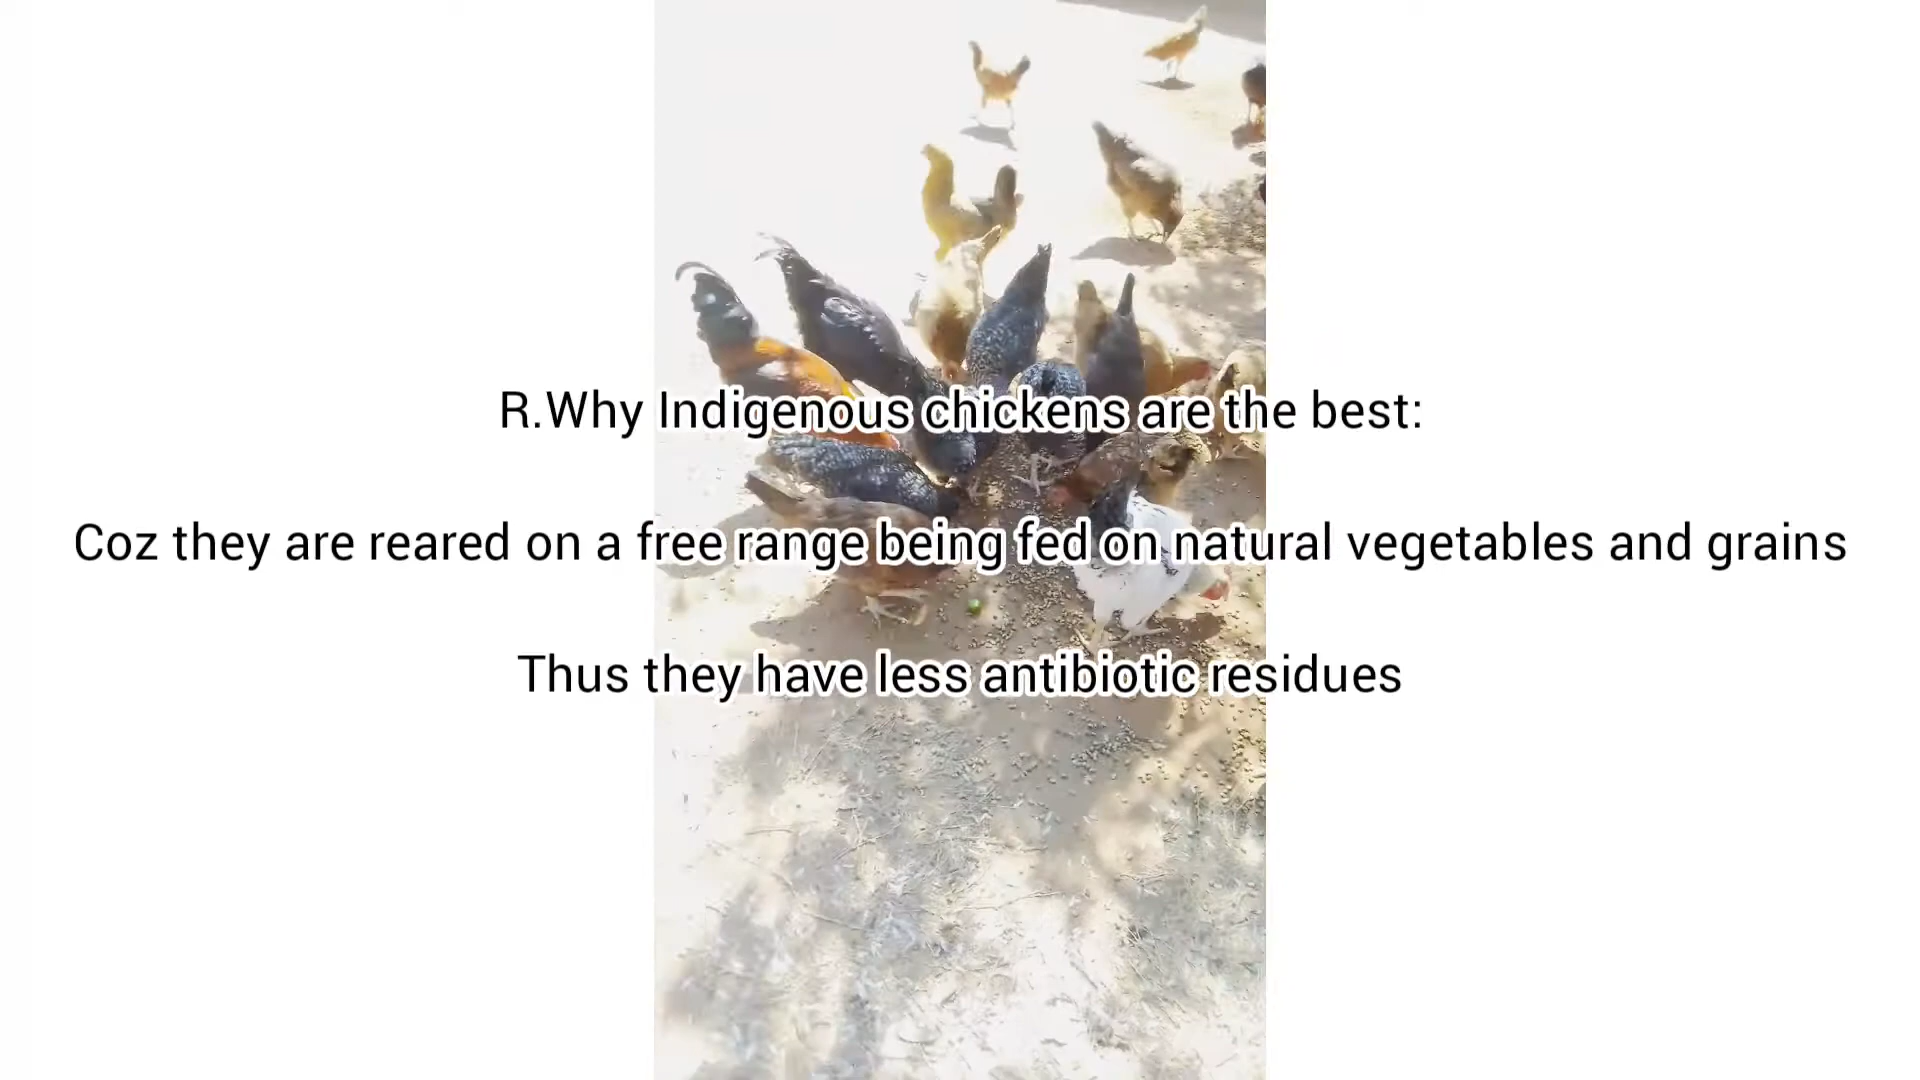 R.Why Indigenous chickens are the best:
Coz they are reared on a free range being fed on natural vegetables and grains
Thus they have less antibiotic residues